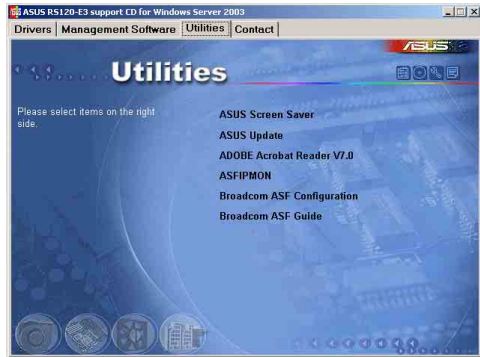 ASUS RS120-E3 support CD for Windows Server 2003
Drivers Management Software Utilities Contact
ASUS
Utilities
Please select items on the right
side.
ASUS Screen Saver
ASUS Update
ADOBE Acrobat Reader V7.0
ASFIPMON
Broadcom ASF Configuration
Broadcom ASF Guide